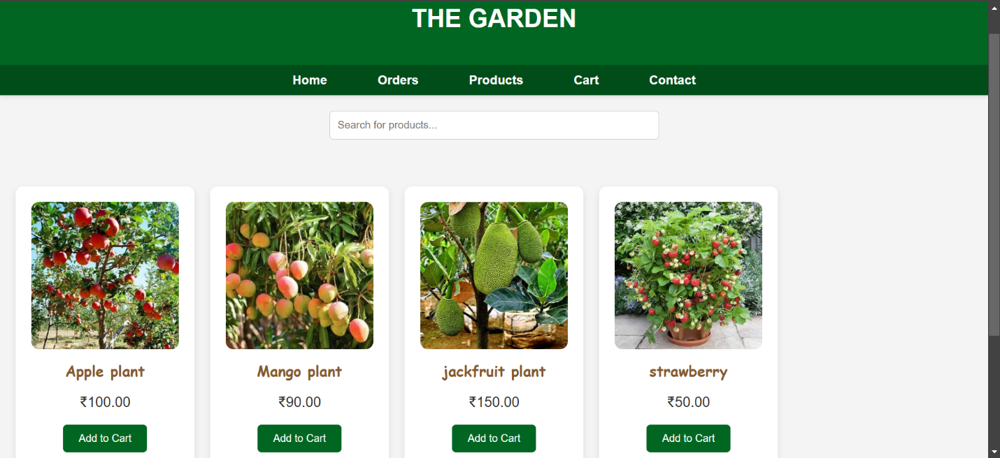 THE GARDEN
Home Orders Products Cart Contact
Search for products...
Apple plant Mango plant jackfruit plant strawberry
₹100.00 ₹90.00 ₹150.00 ₹50.00
Add to Cart Add to Cart Add to Cart Add to Cart